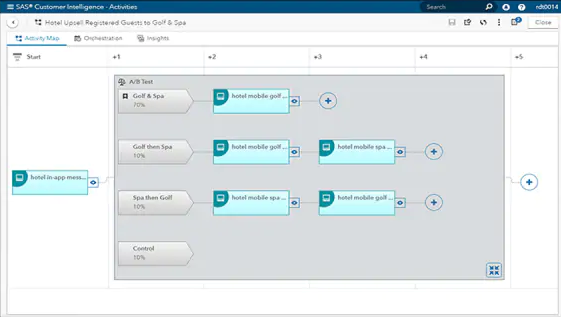 SAS® Customer Intelligence - Activities
Search
rdt0014
Hotel Upsell Registered Guests to Golf & Spa
Close
Activity Map
Orchestration
Insights
Start
+1
+2
+3
+4
+5
A/B Test
Golf & Spa
70%
hotel mobile golf ...
Golf then Spa
10%
hotel mobile golf ...
hotel mobile spa ...
hotel in-app mess...
Spa then Golf
10%
hotel mobile spa ...
hotel mobile golf ...
Control
10%